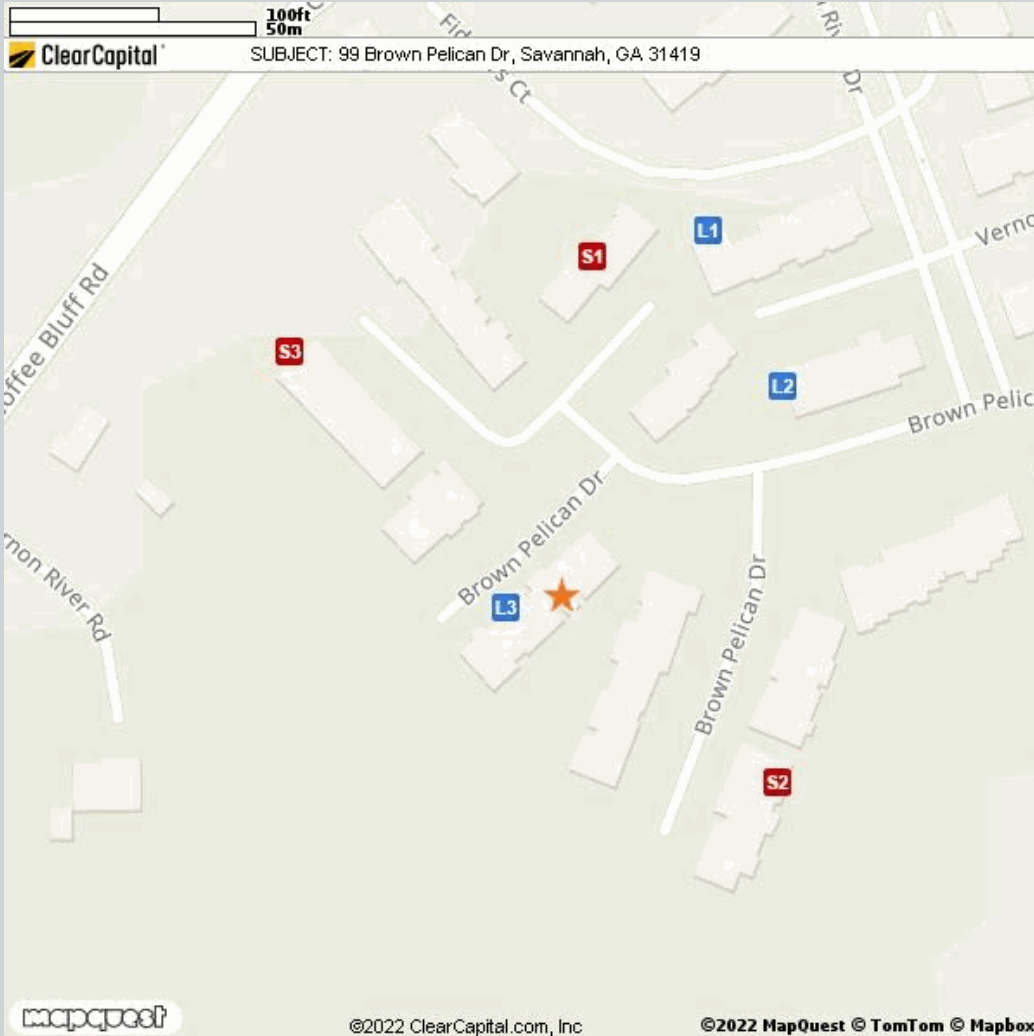 100ft
50m
ClearCapital
SUBJECT: 99 Brown Pelican Dr, Savannah, GA 31419
Dr
s Ct
L1
S1
Verno
offee Bluff Rd
S3
L2
Brown Pelic
Brown Pelican Dr
rnon River Rd
L3
Brown Pelican Dr
S2
mapquest
©2022 ClearCapital.com, Inc
©2022 MapQuest © TomTom © Mapbox